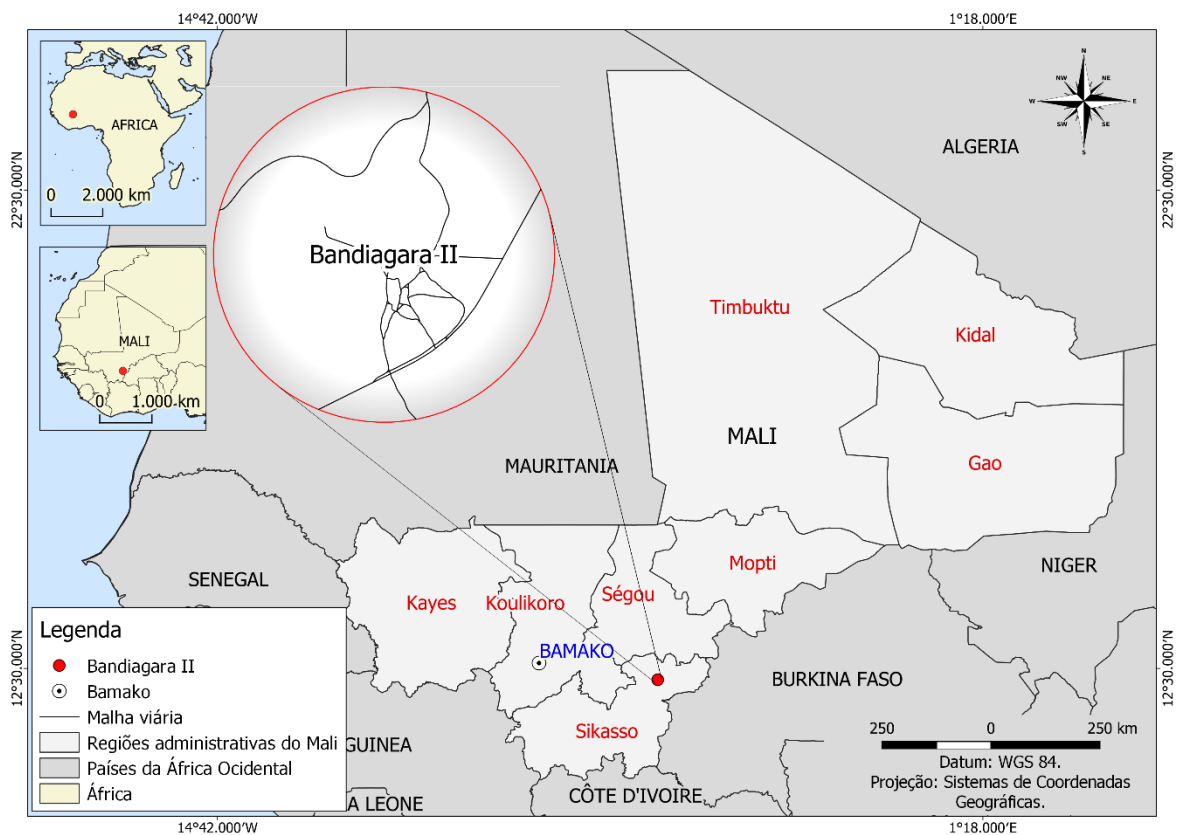 14°42.000'W
1°18.000'E
22°30.000'N
12°30.000'N
22°30.000'N
12°30.000'N
AFRICA
0 2.000 km
MALI
0 1.000 km
Bandiagara II
N
NE
E
SE
S
SW
W
NW
ALGERIA
Timbuktu
Kidal
MALI
Gao
MAURITANIA
Mopti
NIGER
SENEGAL
Kayes
Koulikoro
Ségou
BAMAKO
BURKINA FASO
Sikasso
GUINEA
CÔTE D'IVOIRE
A LEONE
Legenda
Bandiagara II
Bamako
Malha viária
Regiões administrativas do Mali
Países da África Ocidental
África
250 0 250 km
Datum: WGS 84.
Projeção: Sistemas de Coordenadas
Geográficas.
14°42.000'W
1°18.000'E